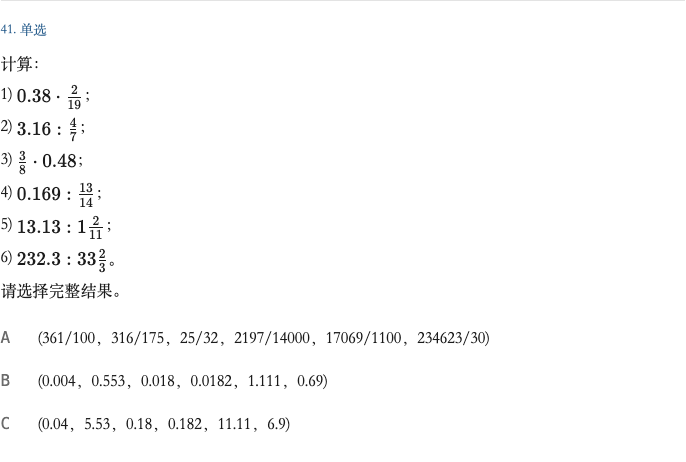 41. 单选
计算：
1) 0.38 · 2/19；
2) 3.16 : 4/7；
3) 3/8 · 0.48；
4) 0.169 : 13/14；
5) 13.13 : 1 2/11；
6) 232.3 : 33 2/3。
请选择完整结果。
A (361/100，316/175，25/32，2197/14000，17069/1100，234623/30)
B (0.004，0.553，0.018，0.0182，1.111，0.69)
C (0.04，5.53，0.18，0.182，11.11，6.9)